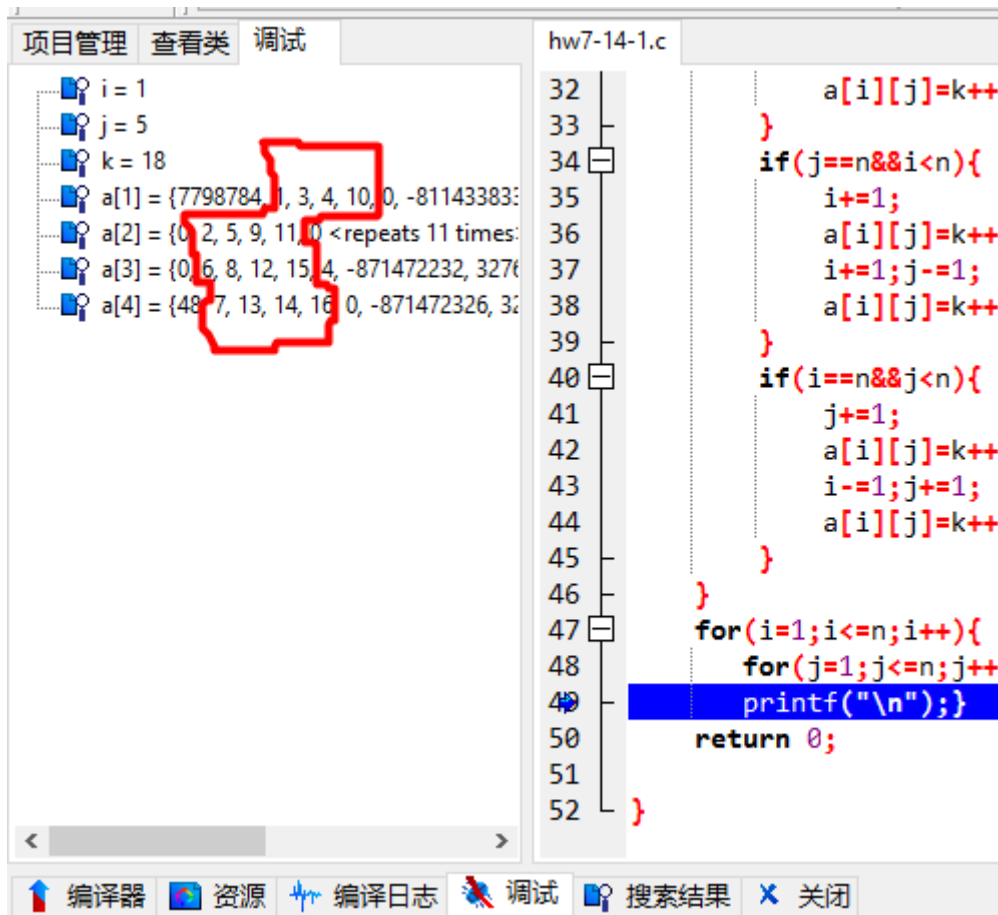 项目管理 查看类 调试
i = 1
j = 5
k = 18
a[1] = {7798784, 1, 3, 4, 10, 0, -811433833
a[2] = {0, 2, 5, 9, 11, 0 <repeats 11 times>
a[3] = {0, 6, 8, 12, 15, 4, -871472232, 3276
a[4] = {48, 7, 13, 14, 16, 0, -871472326, 32
hw7-14-1.c
32 a[i][j]=k++
33 }
34 if(j==n&&i<n){
35 i+=1;
36 a[i][j]=k++
37 i+=1;j-=1;
38 a[i][j]=k++
39 }
40 if(i==n&&j<n){
41 j+=1;
42 a[i][j]=k++
43 i-=1;j+=1;
44 a[i][j]=k++
45 }
46 }
47 for(i=1;i<=n;i++){
48 for(j=1;j<=n;j++
49 printf("\n");}
50 return 0;
51
52 }
编译器 资源 编译日志 调试 搜索结果 关闭